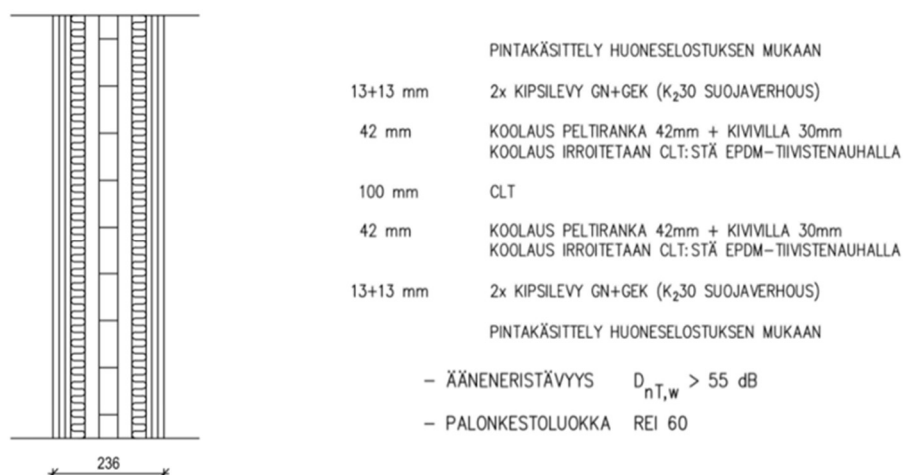 PINTAKÄSITTELY HUONESELOSTUKSEN MUKAAN
13+13 mm 2x KIPSILEVY GN+GEK (K₂30 SUOJAVERHOUS)
42 mm KOOLAUS PELTIRANKA 42mm + KIVIVILLA 30mm
KOOLAUS IRROITETAAN CLT:STÄ EPDM-TIIVISTENAUHALLA
100 mm CLT
42 mm KOOLAUS PELTIRANKA 42mm + KIVIVILLA 30mm
KOOLAUS IRROITETAAN CLT:STÄ EPDM-TIIVISTENAUHALLA
13+13 mm 2x KIPSILEVY GN+GEK (K₂30 SUOJAVERHOUS)
PINTAKÄSITTELY HUONESELOSTUKSEN MUKAAN
- ÄÄNENERISTÄVYYS DnT,w > 55 dB
- PALONKESTOLUOKKA REI 60
236